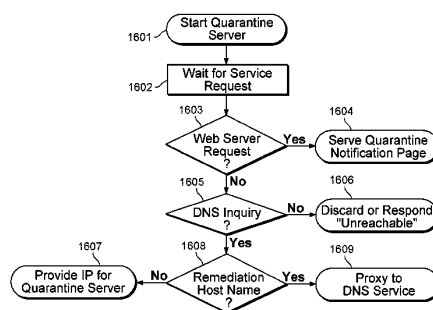 1601
Start Quarantine
Server
1602
Wait for Service
Request
1603
Web Server
Request
?
Yes
1604
Serve Quarantine
Notification Page
No
1605
DNS Inquiry
?
No
1606
Discard or Respond
"Unreachable"
Yes
1607
Provide IP for
Quarantine Server
No
1608
Remediation
Host Name
?
Yes
1609
Proxy to
DNS Service